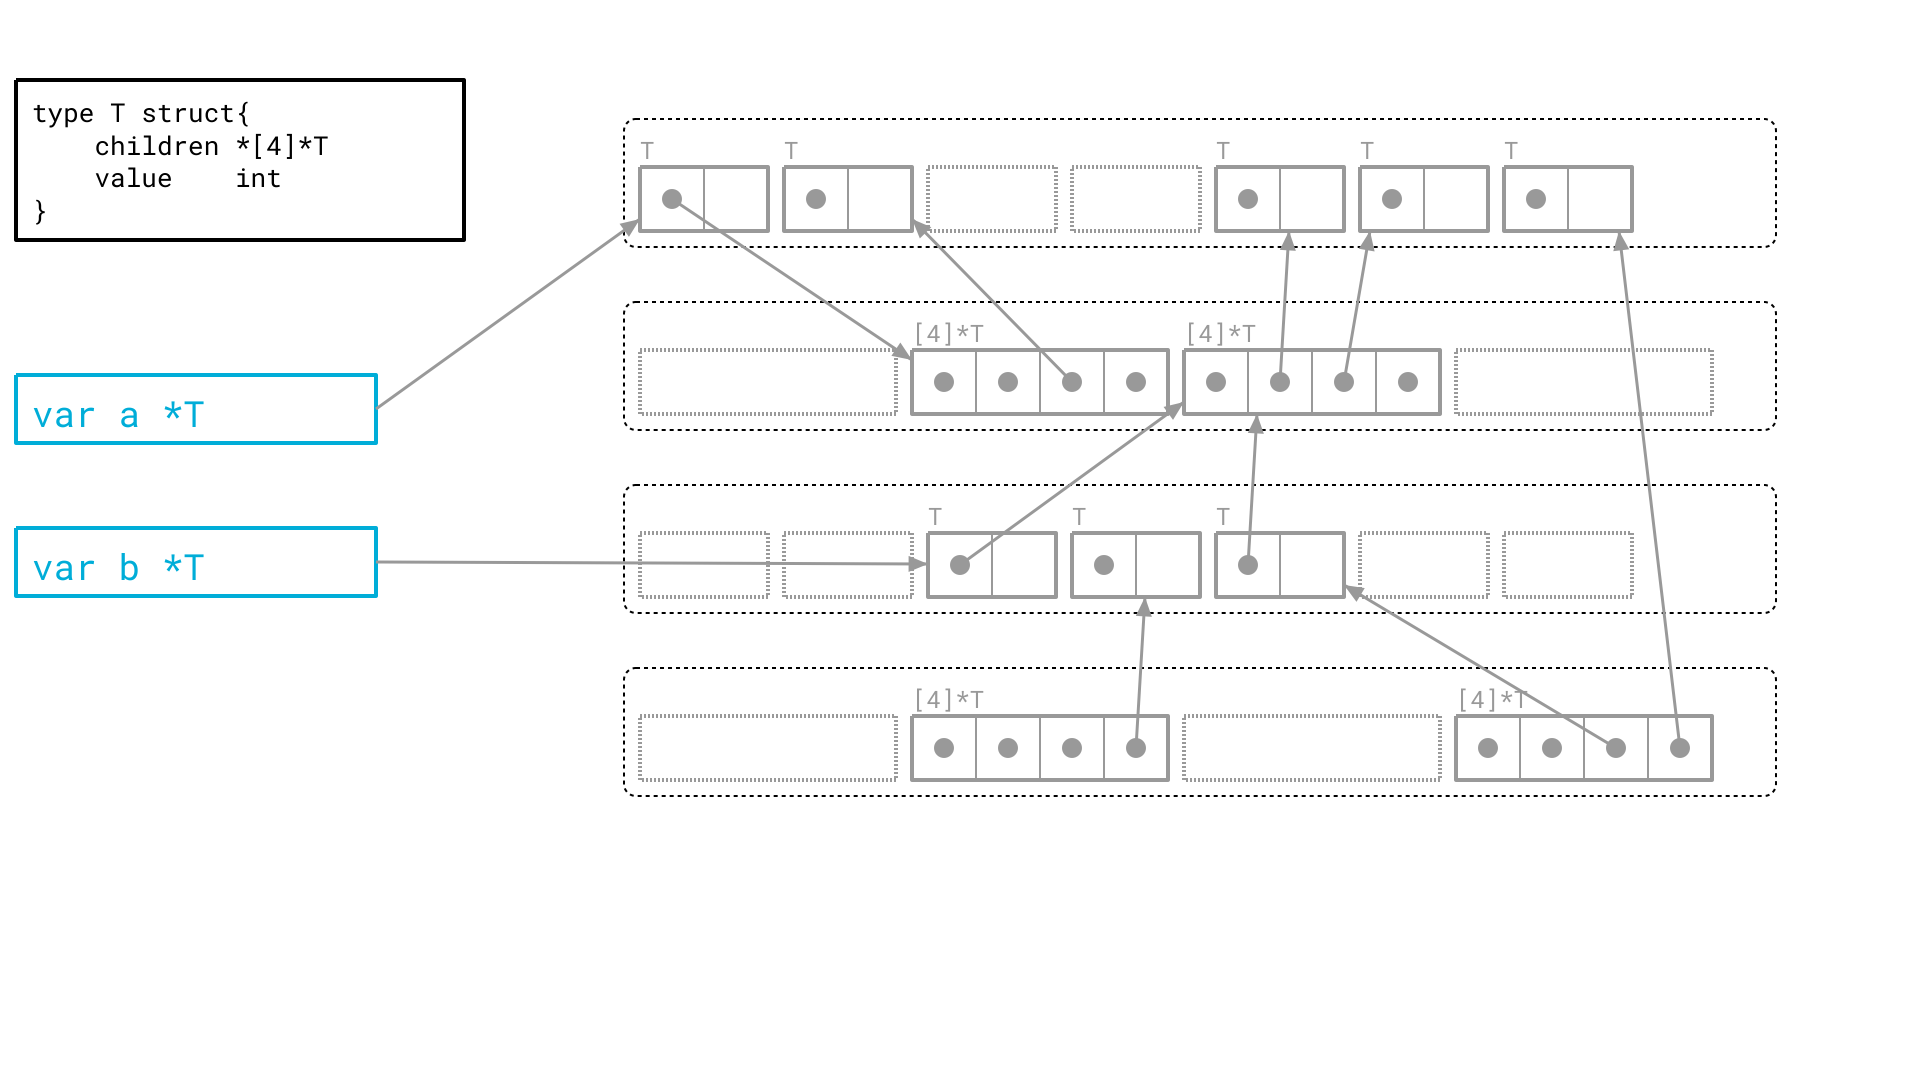 type T struct{
    children *[4]*T
    value    int
}
T T T T T
[4]*T [4]*T
var a *T
T T T
var b *T
[4]*T [4]*T